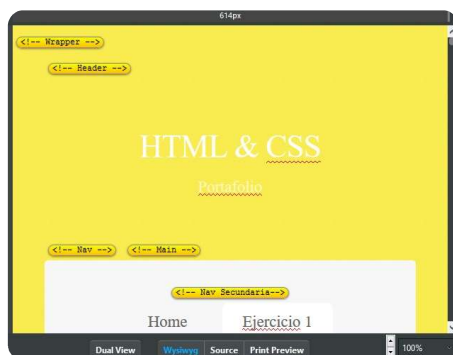 614px
<!-- Wrapper -->
<!-- Header -->
HTML & CSS
Portafolio
<!-- Nav --> <!-- Main -->
<!-- Nav Secundaria-->
Home Ejercicio 1
Dual View Wysiwyg Source Print Preview 100%